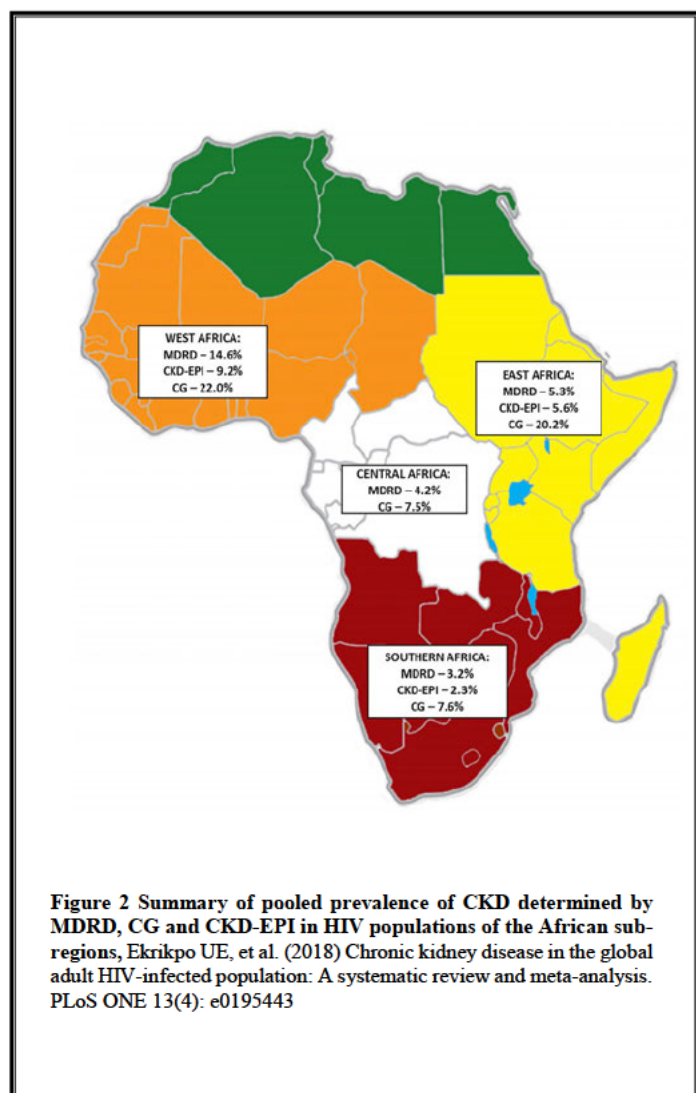 WEST AFRICA:
MDRD – 14.6%
CKD-EPI – 9.2%
CG – 22.0%
EAST AFRICA:
MDRD – 5.3%
CKD-EPI – 5.6%
CG – 20.2%
CENTRAL AFRICA:
MDRD – 4.2%
CG – 7.5%
SOUTHERN AFRICA:
MDRD – 3.2%
CKD-EPI – 2.3%
CG – 7.6%
Figure 2 Summary of pooled prevalence of CKD determined by
MDRD, CG and CKD-EPI in HIV populations of the African sub-
regions, Ekrikpo UE, et al. (2018) Chronic kidney disease in the global
adult HIV-infected population: A systematic review and meta-analysis.
PLoS ONE 13(4): e0195443